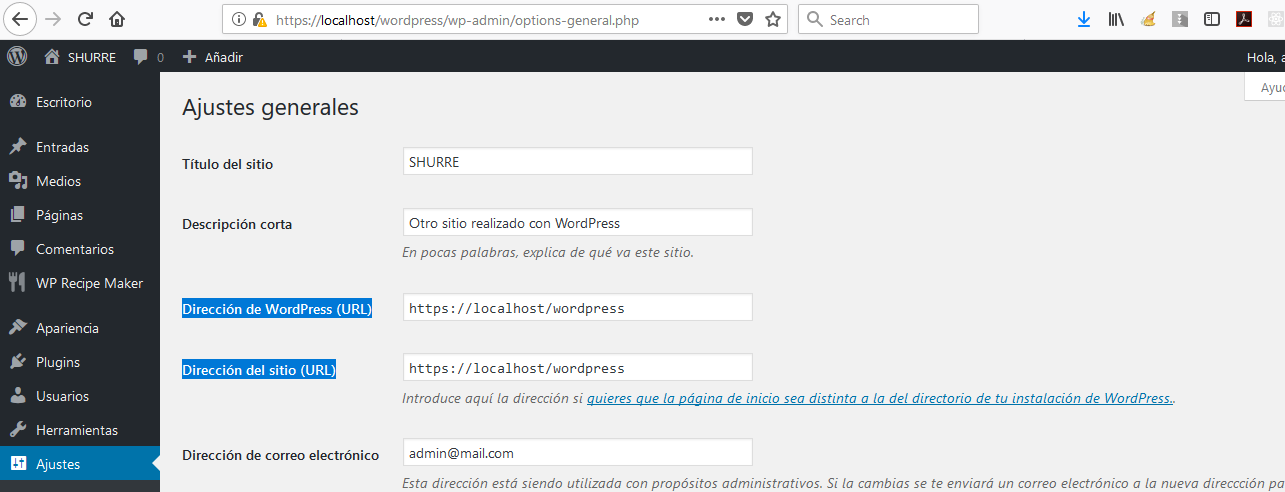 https://localhost/wordpress/wp-admin/options-general.php
Search
SHURRE
0
Añadir
Hola, a
Ayud
Escritorio
Entradas
Medios
Páginas
Comentarios
WP Recipe Maker
Apariencia
Plugins
Usuarios
Herramientas
Ajustes
Ajustes generales
Título del sitio
SHURRE
Descripción corta
Otro sitio realizado con WordPress
En pocas palabras, explica de qué va este sitio.
Dirección de WordPress (URL)
https://localhost/wordpress
Dirección del sitio (URL)
https://localhost/wordpress
Introduce aquí la dirección si quieres que la página de inicio sea distinta a la del directorio de tu instalación de WordPress..
Dirección de correo electrónico
admin@mail.com
Esta dirección está siendo utilizada con propósitos administrativos. Si la cambias se te enviará un correo electrónico a la nueva direccción pa